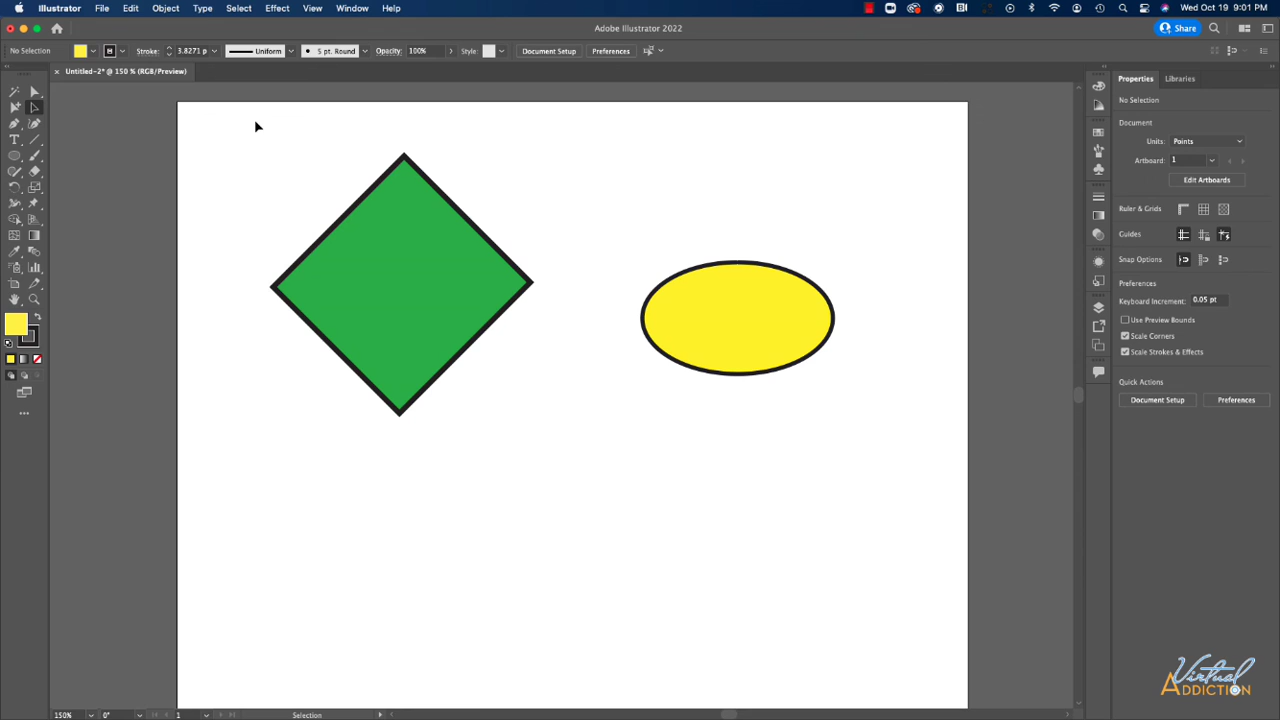 Illustrator File Edit Object Type Select Effect View Window Help Wed Oct 19 9:01 PM
Adobe Illustrator 2022
Share
No Selection Stroke: 3.8271 p Uniform 5 pt. Round Opacity: 100% Style: Document Setup Preferences
× Untitled-2* @ 150 % (RGB/Preview)
Properties Libraries
No Selection
Document
Units: Points
Artboard: 1
Edit Artboards
Ruler & Grids
Guides
Snap Options
Preferences
Keyboard Increment: 0.05 pt
Use Preview Bounds
Scale Corners
Scale Strokes & Effects
Quick Actions
Document Setup Preferences
Virtual
ADDICTION
150% 0° 1 Selection